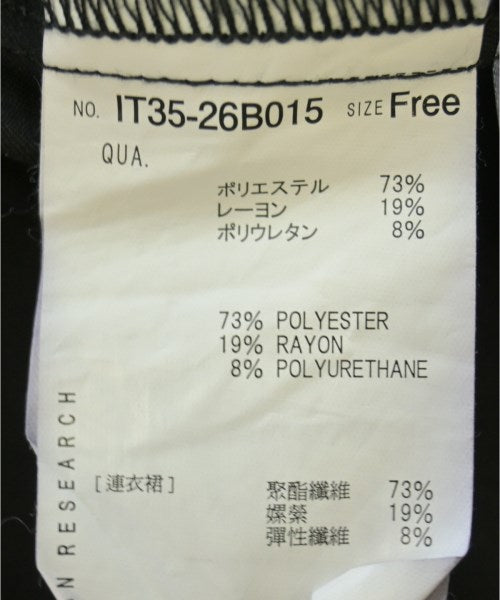 NO. IT35-26B015 SIZE Free
QUA.
ポリエステル 73%
レーヨン 19%
ポリウレタン 8%
73% POLYESTER
19% RAYON
8% POLYURETHANE
[連衣裙]
聚酯纖維 73%
嫘縈 19%
彈性纖維 8%
RESEARCH